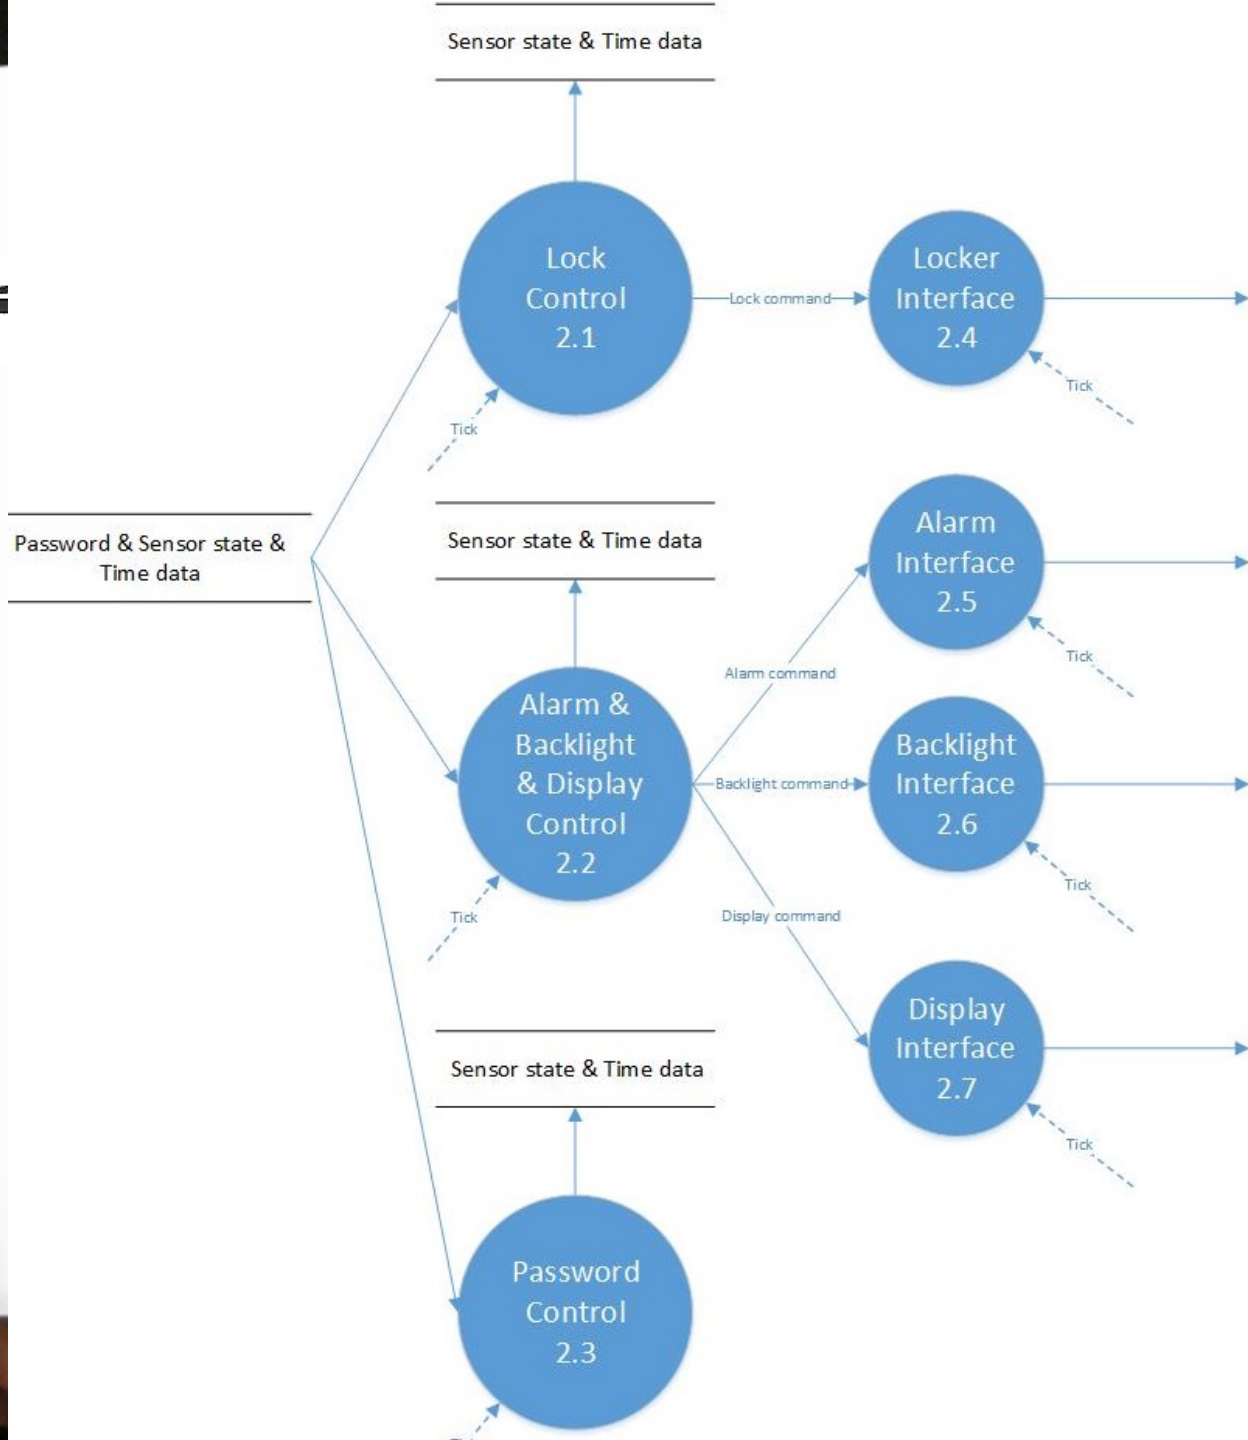 Sensor state & Time data
Lock
Control
2.1
Lock command
Locker
Interface
2.4
Tick
Tick
Password & Sensor state &
Time data
Sensor state & Time data
Alarm
Interface
2.5
Tick
Alarm command
Alarm &
Backlight
& Display
Control
2.2
Backlight command
Backlight
Interface
2.6
Tick
Tick
Display command
Display
Interface
2.7
Tick
Sensor state & Time data
Password
Control
2.3